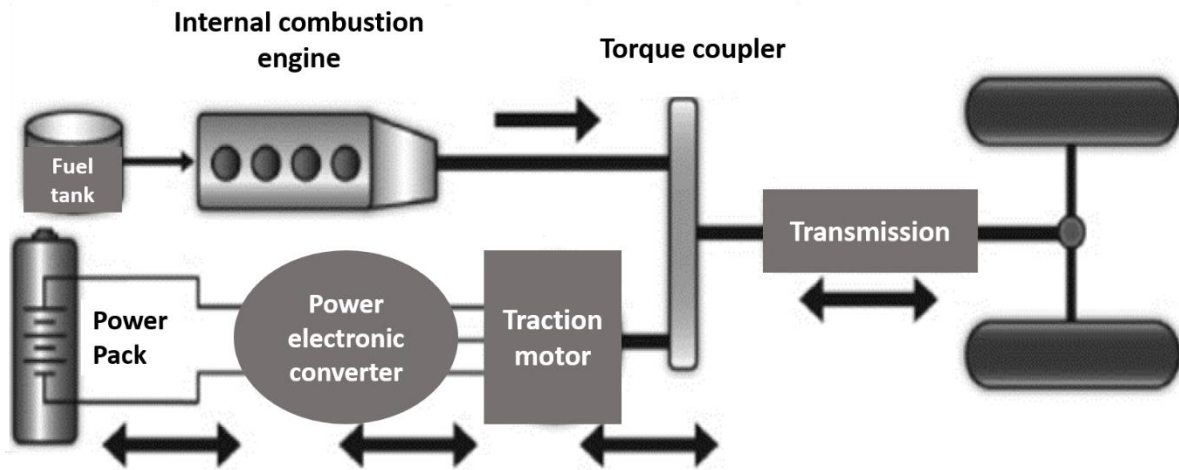 Internal combustion
engine
Torque coupler
Fuel
tank
Transmission
Power
Pack
Power
electronic
converter
Traction
motor